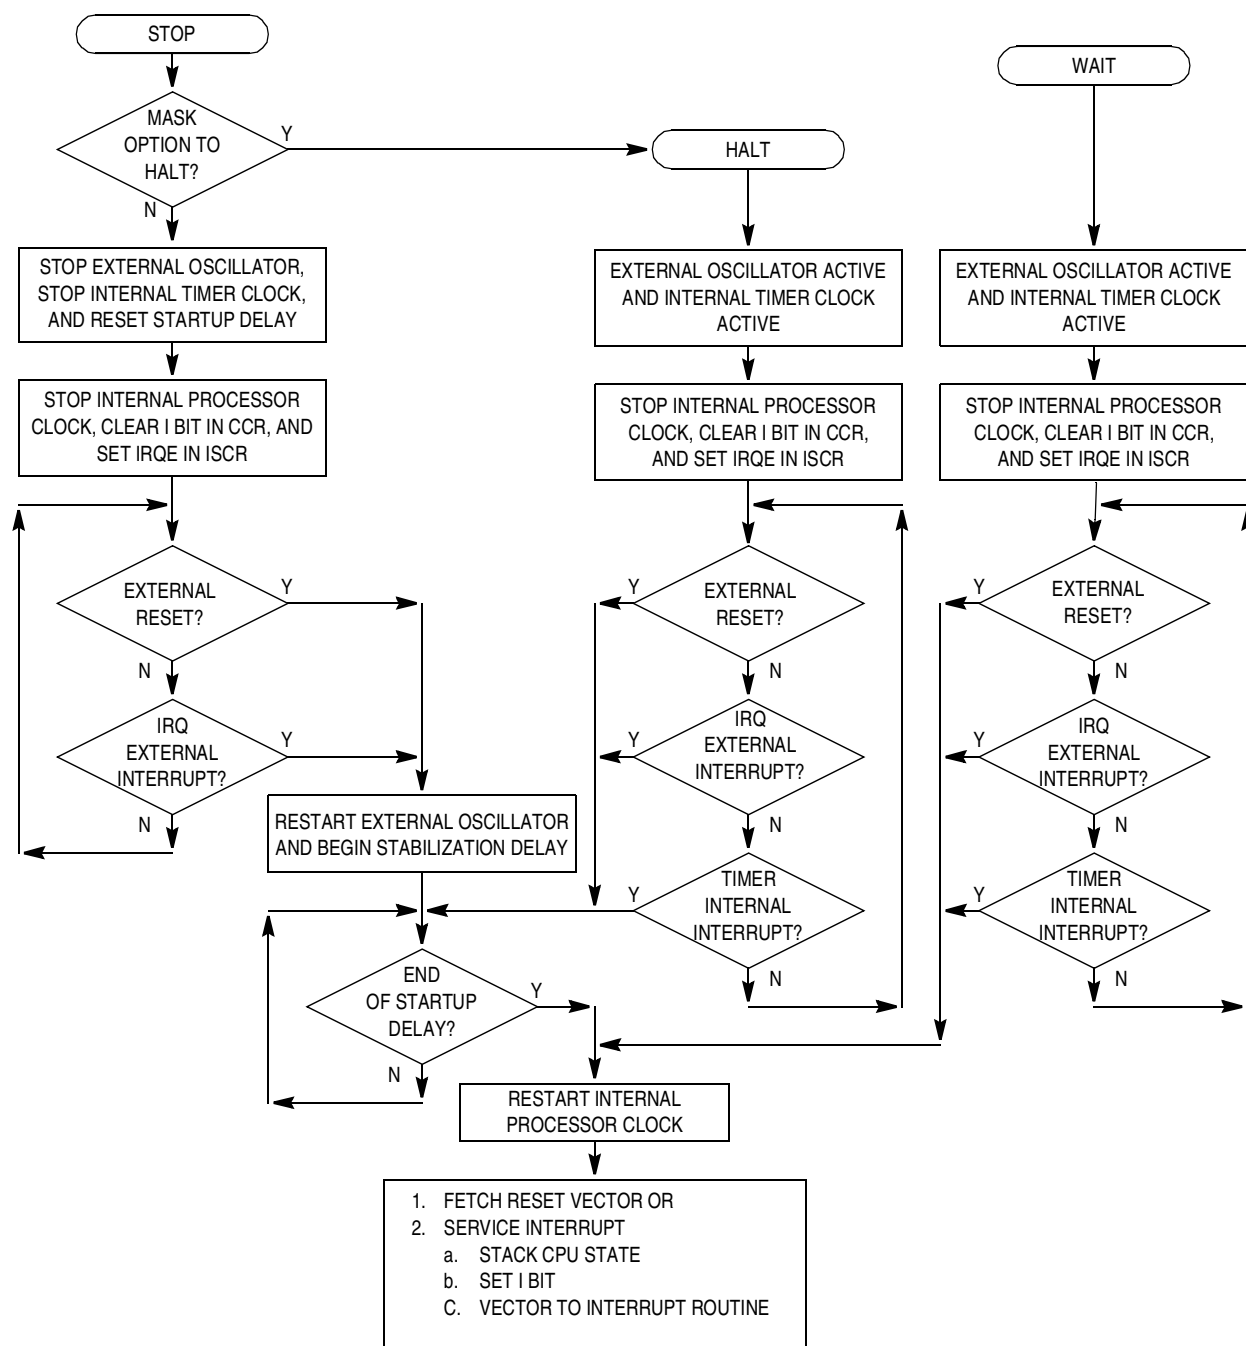 STOP
MASK
OPTION TO
HALT?
Y
N
STOP EXTERNAL OSCILLATOR,
STOP INTERNAL TIMER CLOCK,
AND RESET STARTUP DELAY
STOP INTERNAL PROCESSOR
CLOCK, CLEAR I BIT IN CCR, AND
SET IRQE IN ISCR
EXTERNAL
RESET?
Y
N
IRQ
EXTERNAL
INTERRUPT?
Y
N
RESTART EXTERNAL OSCILLATOR
AND BEGIN STABILIZATION DELAY
END
OF STARTUP
DELAY?
Y
N
HALT
EXTERNAL OSCILLATOR ACTIVE
AND INTERNAL TIMER CLOCK
ACTIVE
STOP INTERNAL PROCESSOR
CLOCK, CLEAR I BIT IN CCR,
AND SET IRQE IN ISCR
Y
EXTERNAL
RESET?
N
Y
IRQ
EXTERNAL
INTERRUPT?
N
Y
TIMER
INTERNAL
INTERRUPT?
N
WAIT
EXTERNAL OSCILLATOR ACTIVE
AND INTERNAL TIMER CLOCK
ACTIVE
STOP INTERNAL PROCESSOR
CLOCK, CLEAR I BIT IN CCR,
AND SET IRQE IN ISCR
Y
EXTERNAL
RESET?
N
Y
IRQ
EXTERNAL
INTERRUPT?
N
Y
TIMER
INTERNAL
INTERRUPT?
N
RESTART INTERNAL
PROCESSOR CLOCK
1. FETCH RESET VECTOR OR
2. SERVICE INTERRUPT
a. STACK CPU STATE
b. SET I BIT
C. VECTOR TO INTERRUPT ROUTINE